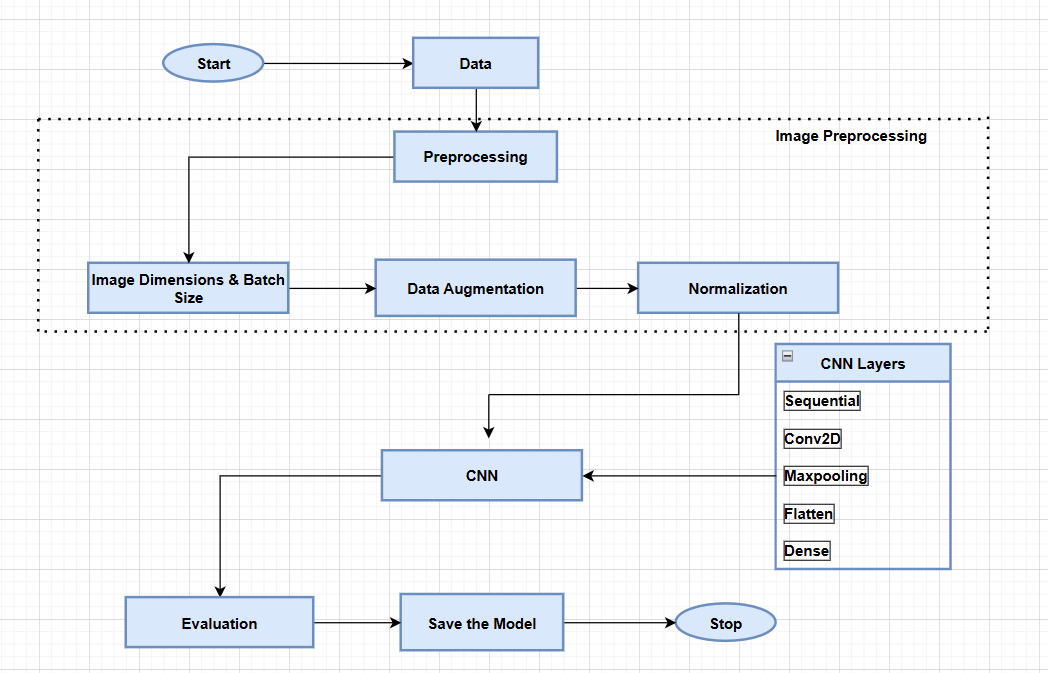 Start
Data
Image Preprocessing
Preprocessing
Image Dimensions & Batch
Size
Data Augmentation
Normalization
CNN Layers
Sequential
Conv2D
Maxpooling
Flatten
Dense
CNN
Evaluation
Save the Model
Stop